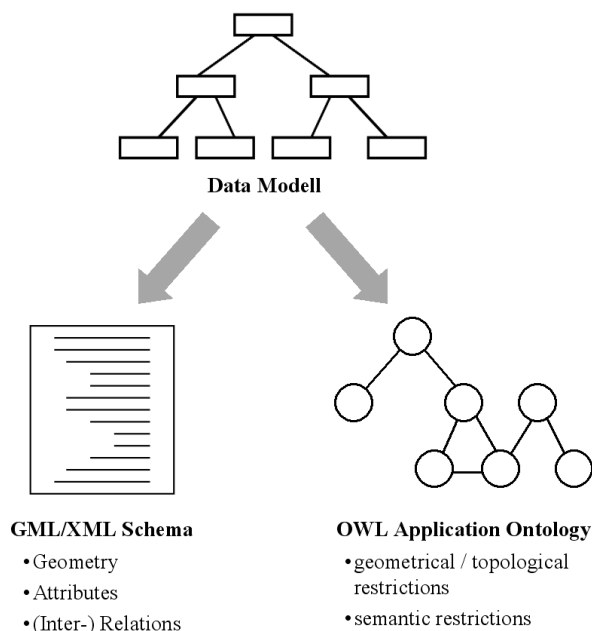 Data Modell
GML/XML Schema
•Geometry
•Attributes
•(Inter-) Relations
OWL Application Ontology
•geometrical / topological
restrictions
•semantic restrictions